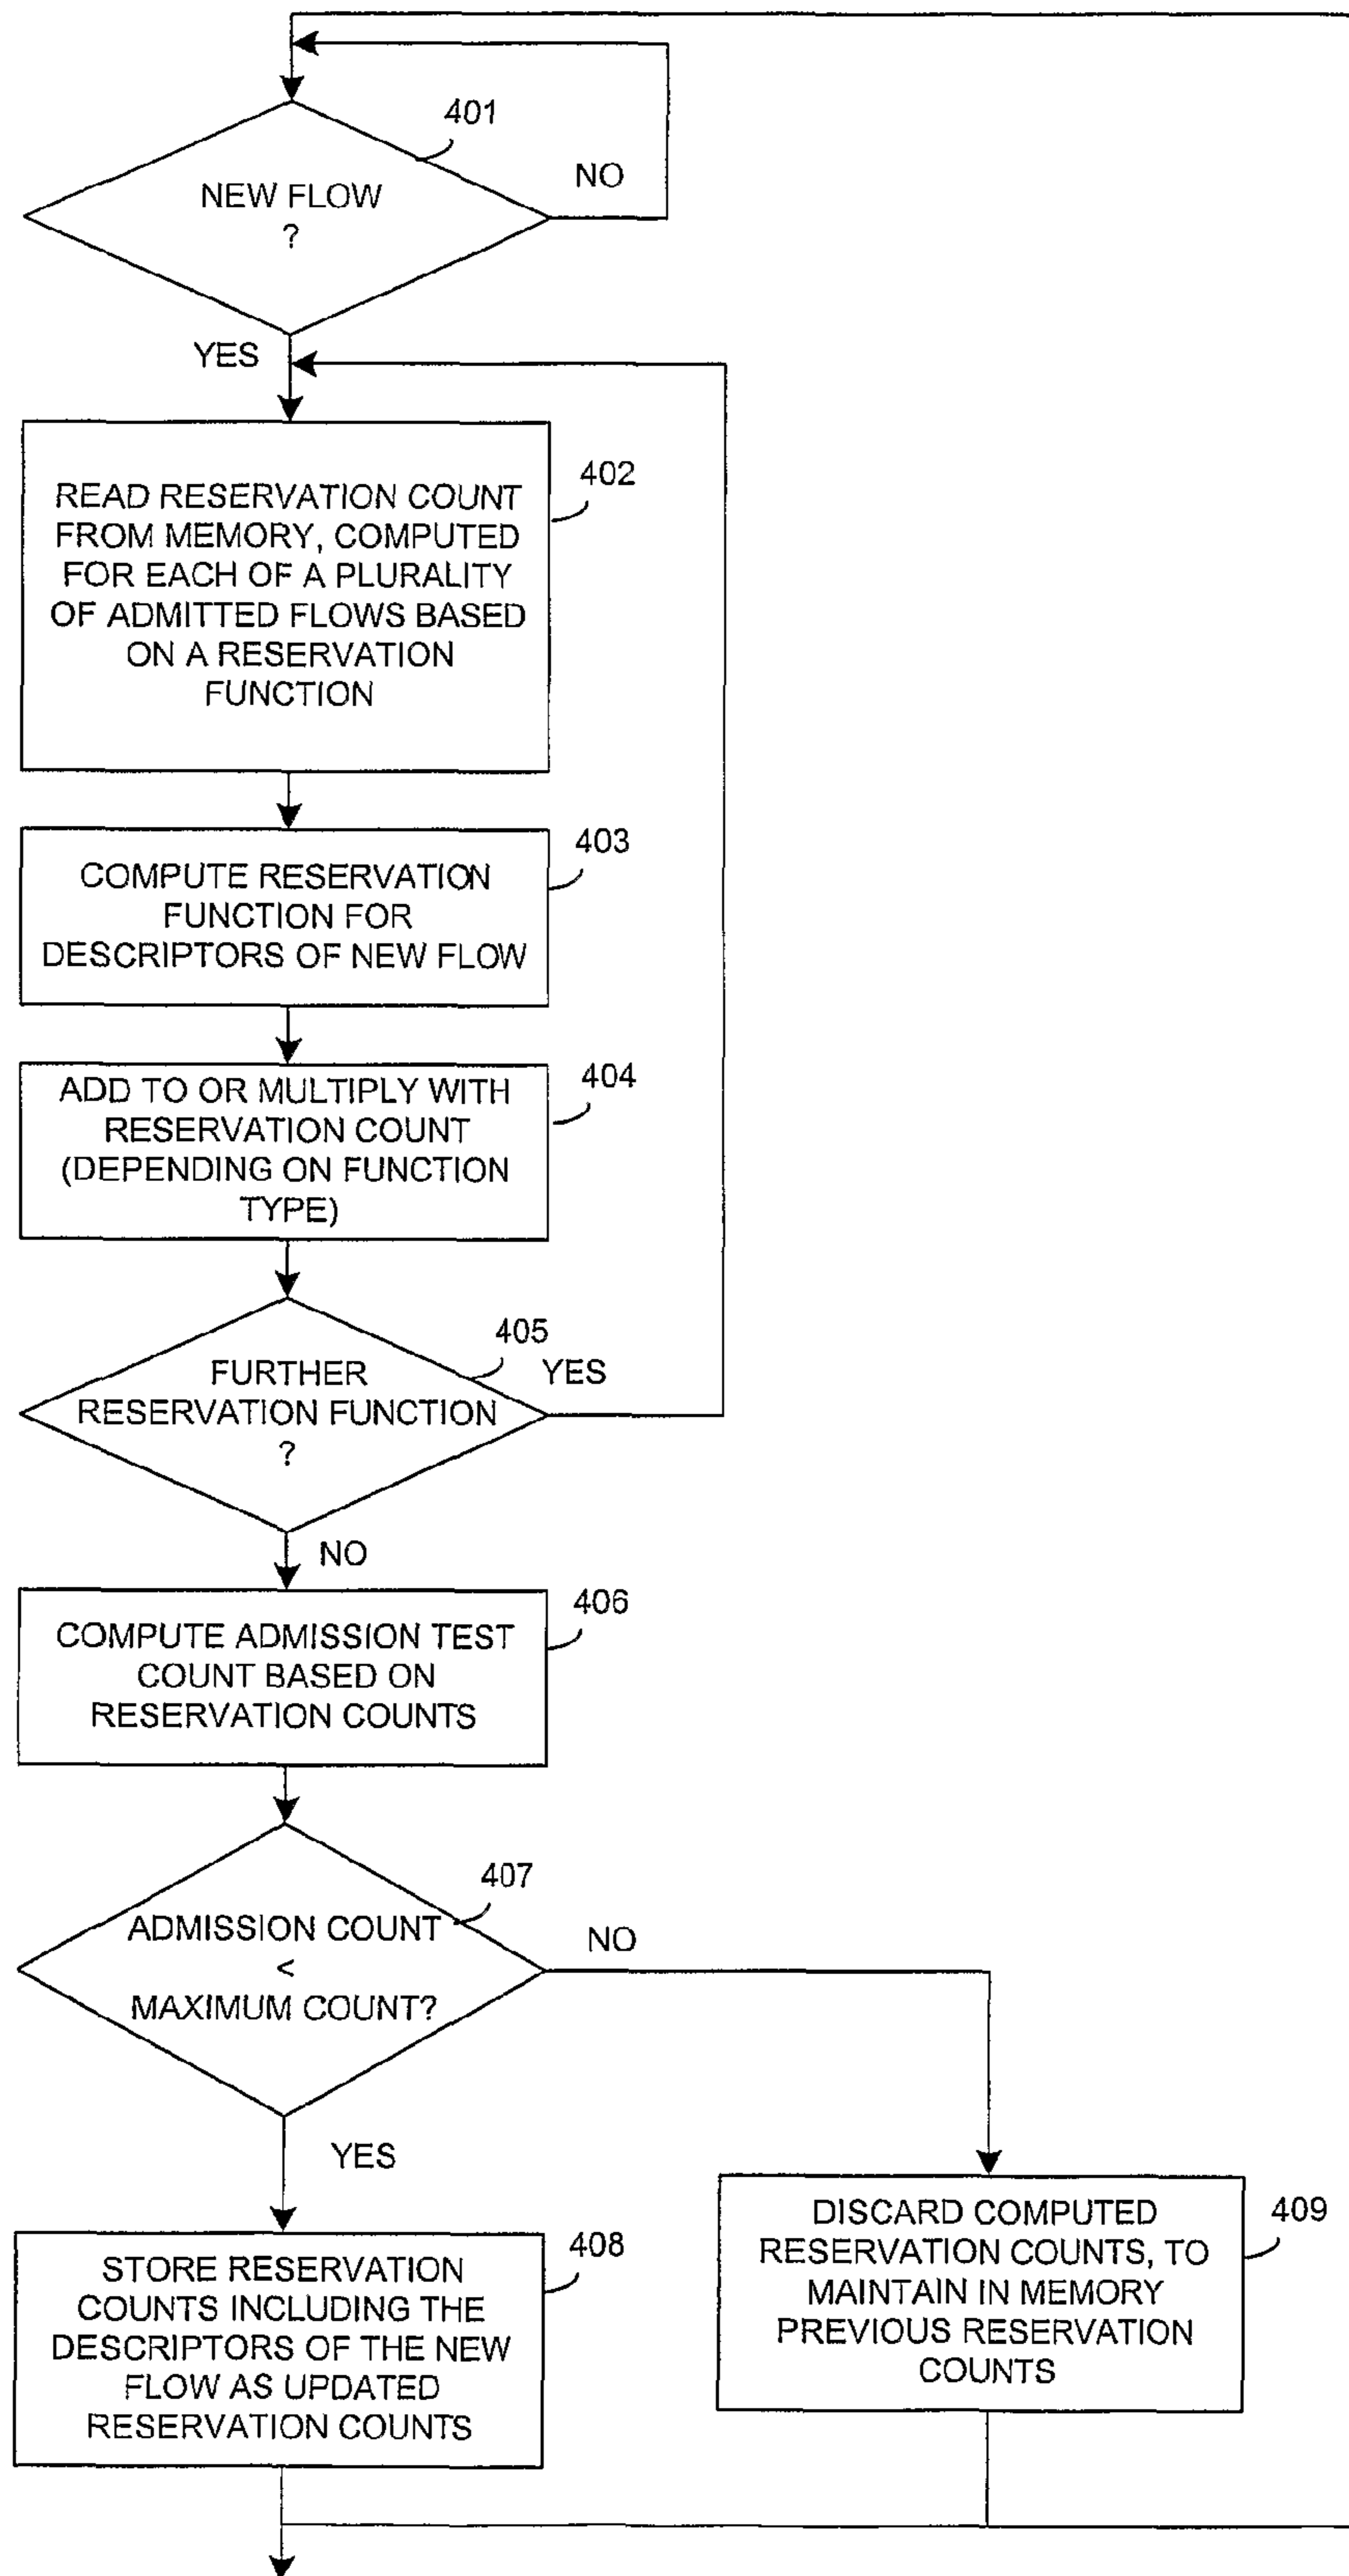 401
NO
NEW FLOW
?
YES
402
READ RESERVATION COUNT
FROM MEMORY, COMPUTED
FOR EACH OF A PLURALITY
OF ADMITTED FLOWS BASED
ON A RESERVATION
FUNCTION
403
COMPUTE RESERVATION
FUNCTION FOR
DESCRIPTORS OF NEW FLOW
404
ADD TO OR MULTIPLY WITH
RESERVATION COUNT
(DEPENDING ON FUNCTION
TYPE)
405
YES
FURTHER
RESERVATION FUNCTION
?
NO
406
COMPUTE ADMISSION TEST
COUNT BASED ON
RESERVATION COUNTS
407
NO
ADMISSION COUNT
<
MAXIMUM COUNT?
YES
408
STORE RESERVATION
COUNTS INCLUDING THE
DESCRIPTORS OF THE NEW
FLOW AS UPDATED
RESERVATION COUNTS
409
DISCARD COMPUTED
RESERVATION COUNTS, TO
MAINTAIN IN MEMORY
PREVIOUS RESERVATION
COUNTS